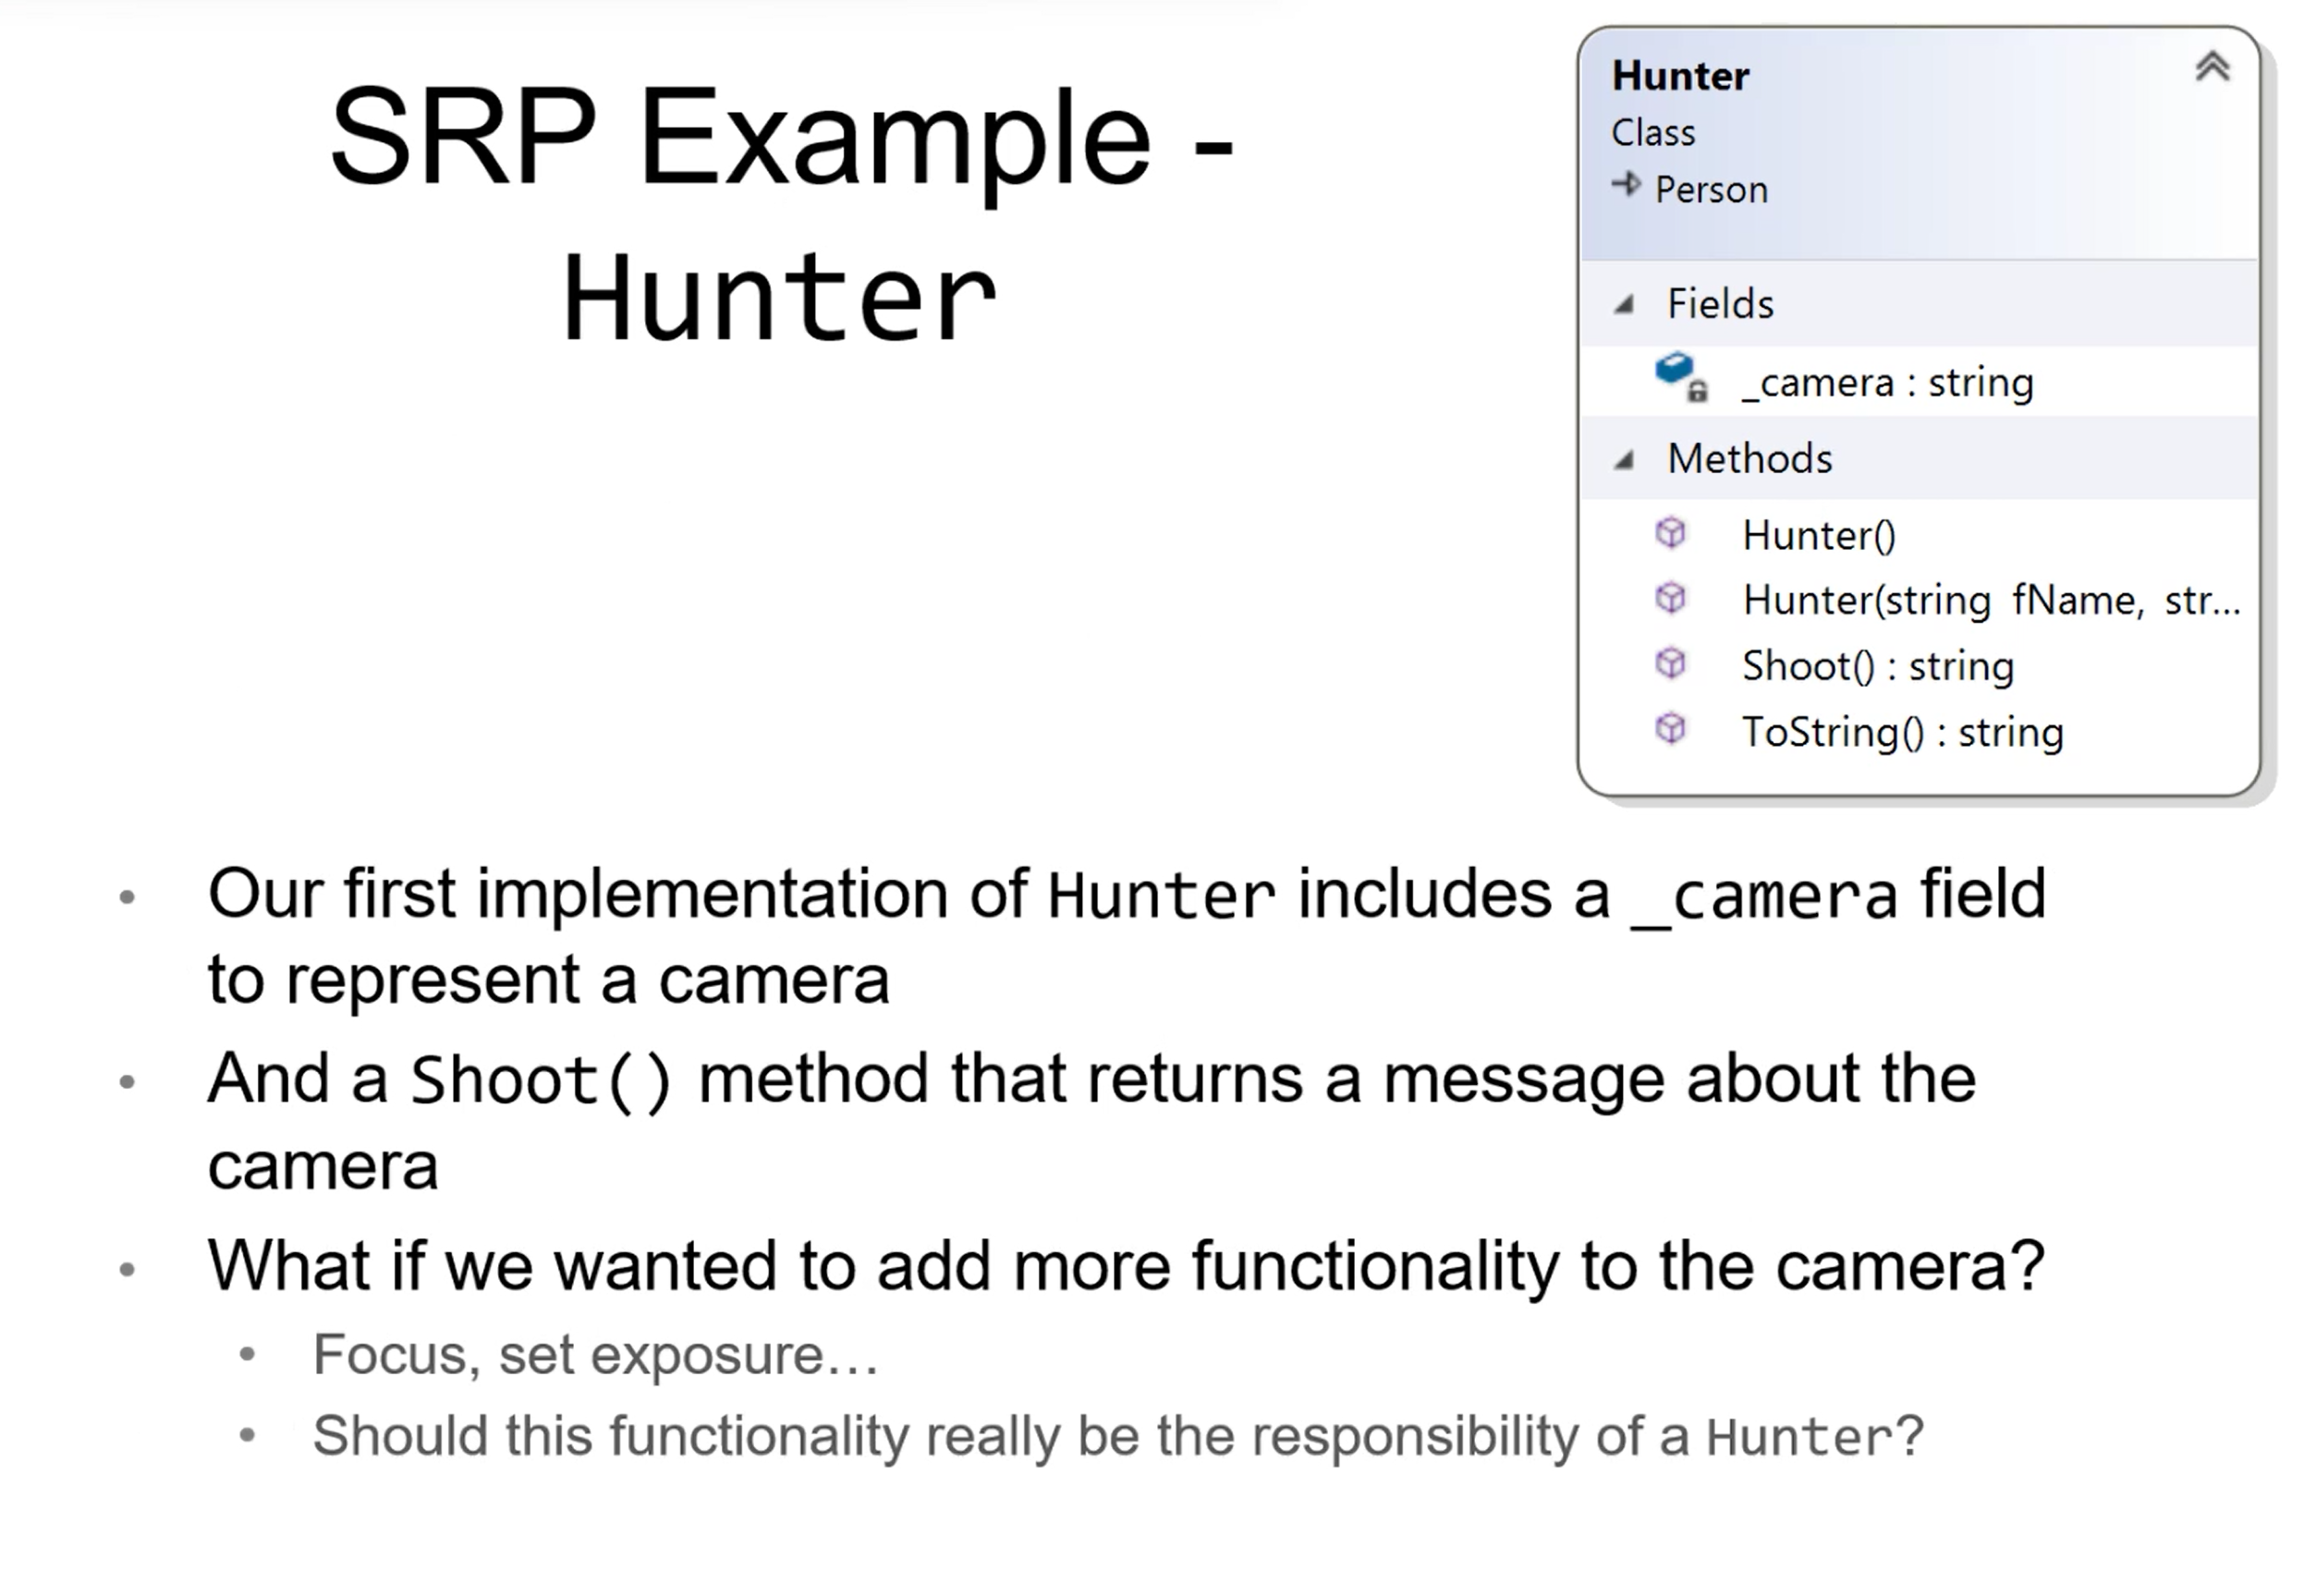 SRP Example -
Hunter
Hunter
Class
Person
Fields
_camera : string
Methods
Hunter()
Hunter(string fName, str...
Shoot() : string
ToString() : string
• Our first implementation of Hunter includes a _camera field
to represent a camera
• And a Shoot() method that returns a message about the
camera
• What if we wanted to add more functionality to the camera?
• Focus, set exposure…
• Should this functionality really be the responsibility of a Hunter?